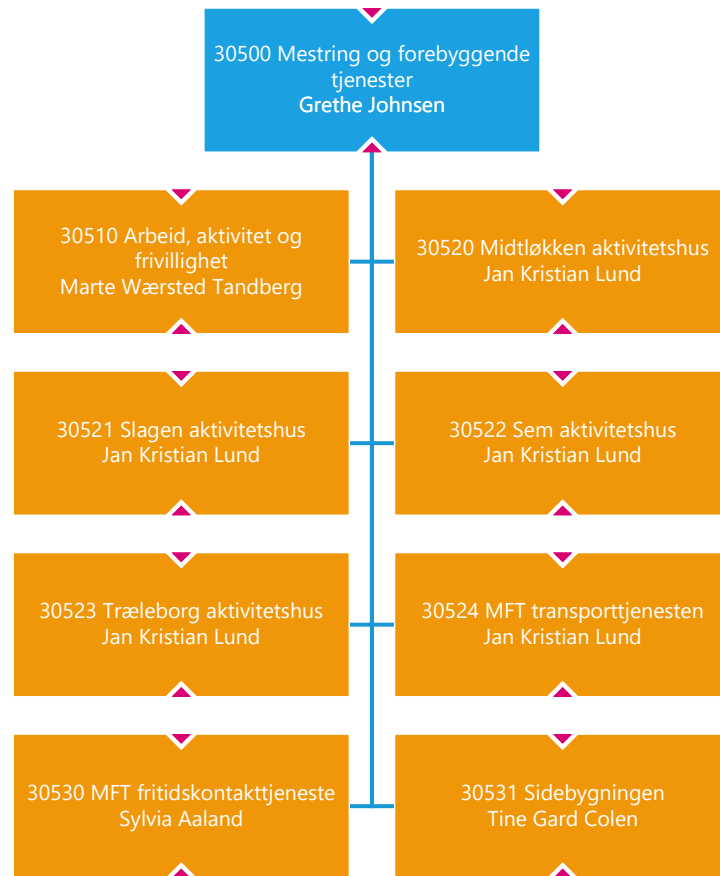 30500 Mestring og forebyggende
tjenester
Grethe Johnsen
30510 Arbeid, aktivitet og
frivillighet
Marte Wærsted Tandberg
30520 Midtløkken aktivitetshus
Jan Kristian Lund
30521 Slagen aktivitetshus
Jan Kristian Lund
30522 Sem aktivitetshus
Jan Kristian Lund
30523 Træleborg aktivitetshus
Jan Kristian Lund
30524 MFT transporttjenesten
Jan Kristian Lund
30530 MFT fritidskontakttjeneste
Sylvia Aaland
30531 Sidebygningen
Tine Gard Colen